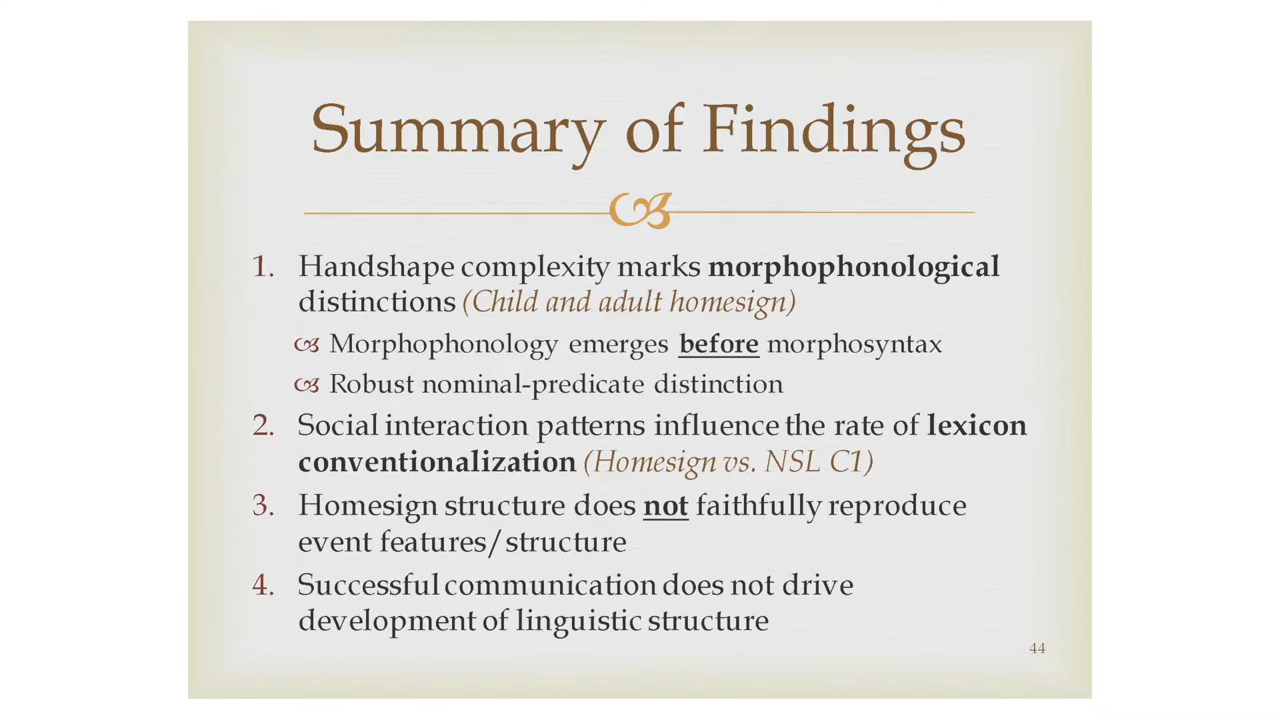 Summary of Findings
1. Handshape complexity marks morphophonological
distinctions (Child and adult homesign)
Morphophonology emerges before morphosyntax
Robust nominal-predicate distinction
2. Social interaction patterns influence the rate of lexicon
conventionalization (Homesign vs. NSL C1)
3. Homesign structure does not faithfully reproduce
event features/structure
4. Successful communication does not drive
development of linguistic structure
44